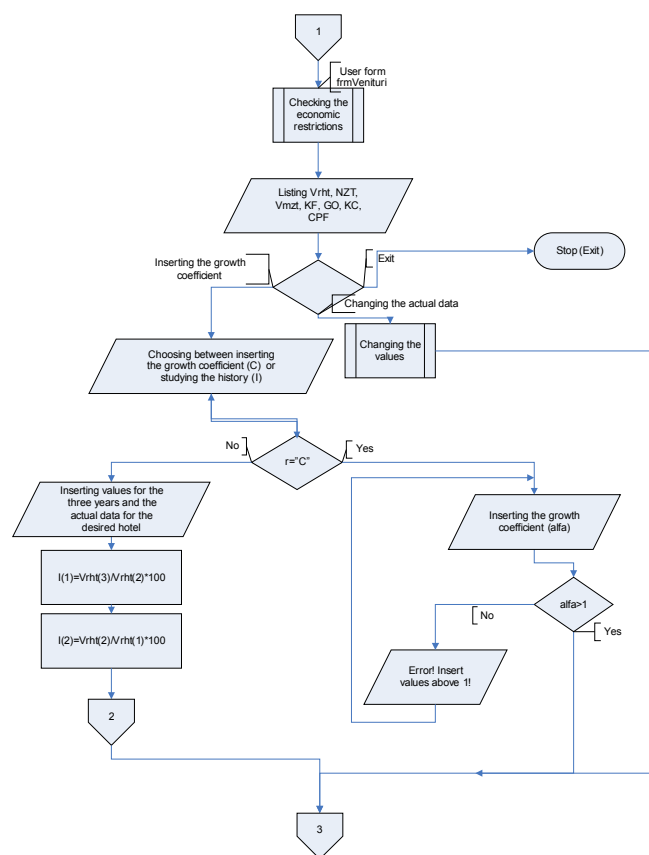 1
User form
frmVenituri
Checking the
economic
restrictions
Listing Vrht, NZT,
Vmzt, KF, GO, KC,
CPF
Inserting the growth
coefficient
Exit
Stop (Exit)
Changing the actual data
Changing the
values
Choosing between inserting
the growth coefficient (C) or
studying the history (I)
No
r="C"
Yes
Inserting values for the
three years and the
actual data for the
desired hotel
Inserting the growth
coefficient (alfa)
I(1)=Vrht(3)/Vrht(2)*100
alfa>1
No
Yes
I(2)=Vrht(2)/Vrht(1)*100
Error! Insert
values above 1!
2
3